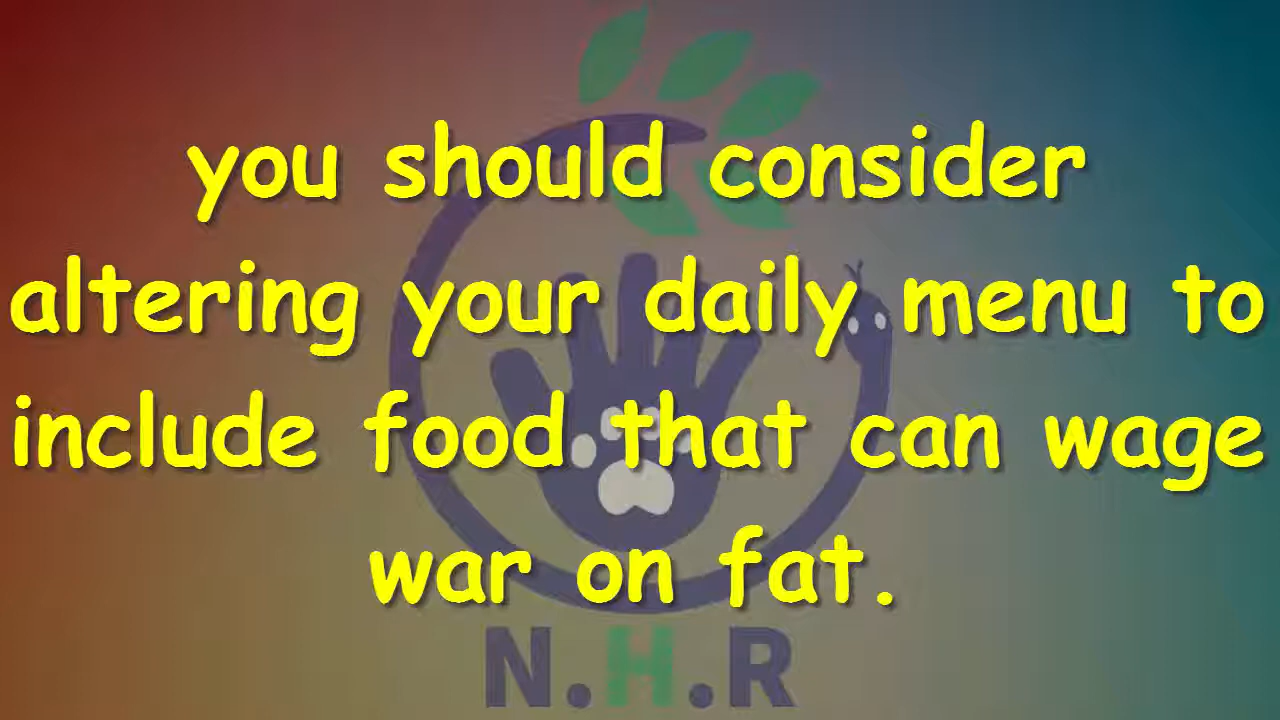 you should consider
altering your daily menu to
include food that can wage
war on fat.
N.H.R